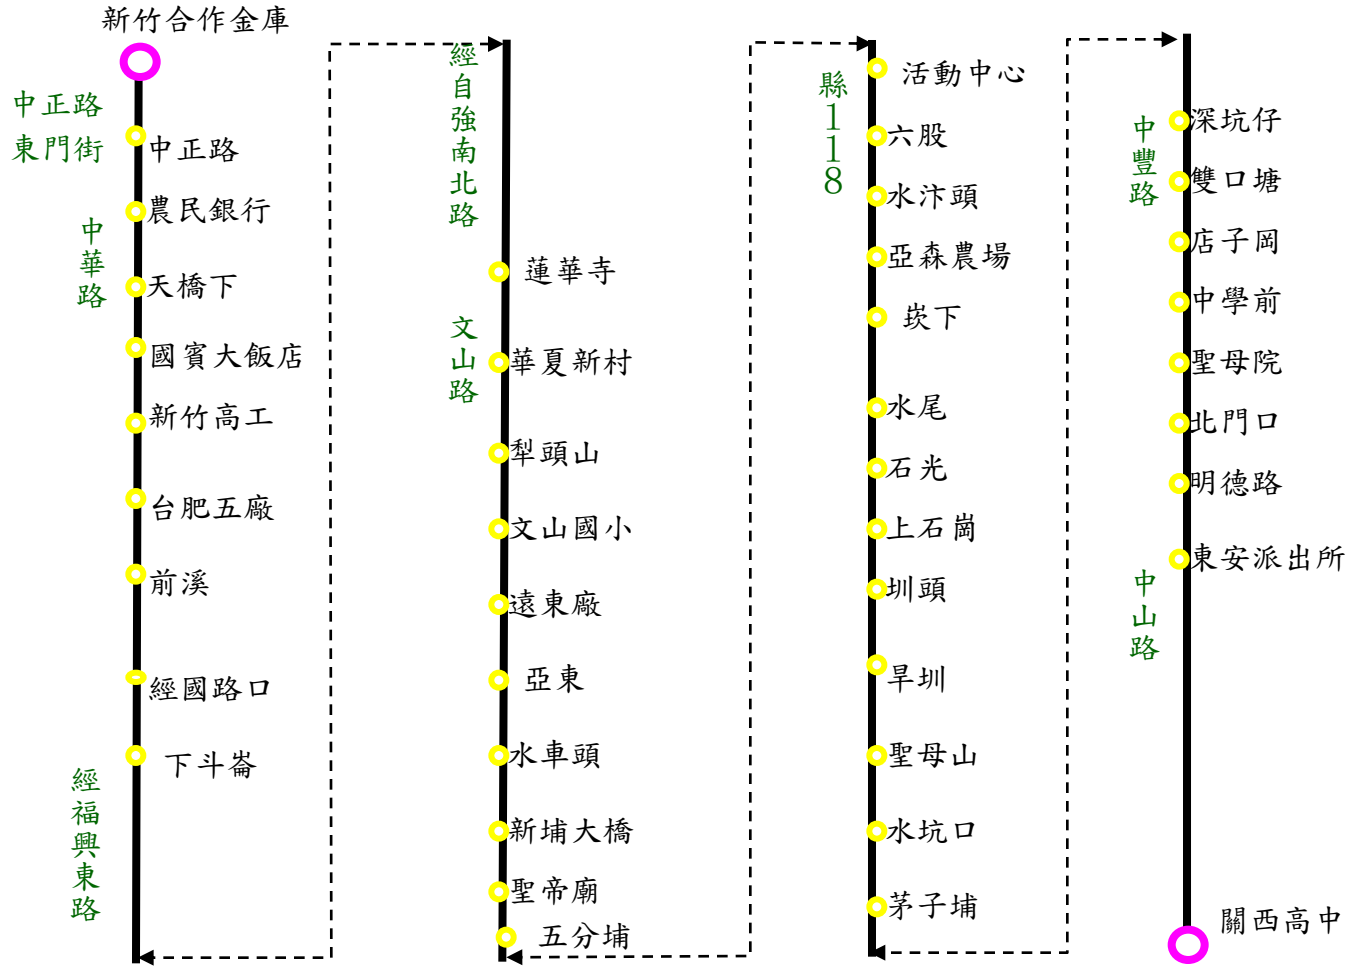 新竹合作金庫
中正路
東門街
中正路
農民銀行
中華路
天橋下
國賓大飯店
新竹高工
台肥五廠
前溪
經國路口
下斗崙
經福興東路
經自強南北路
蓮華寺
文山路
華夏新村
犁頭山
文山國小
遠東廠
亞東
水車頭
新埔大橋
聖帝廟
五分埔
縣118
活動中心
六股
水汴頭
亞森農場
崁下
水尾
石光
上石崗
圳頭
旱圳
聖母山
水坑口
茅子埔
中豐路
深坑仔
雙口塘
店子岡
中學前
聖母院
北門口
明德路
東安派出所
中山路
關西高中